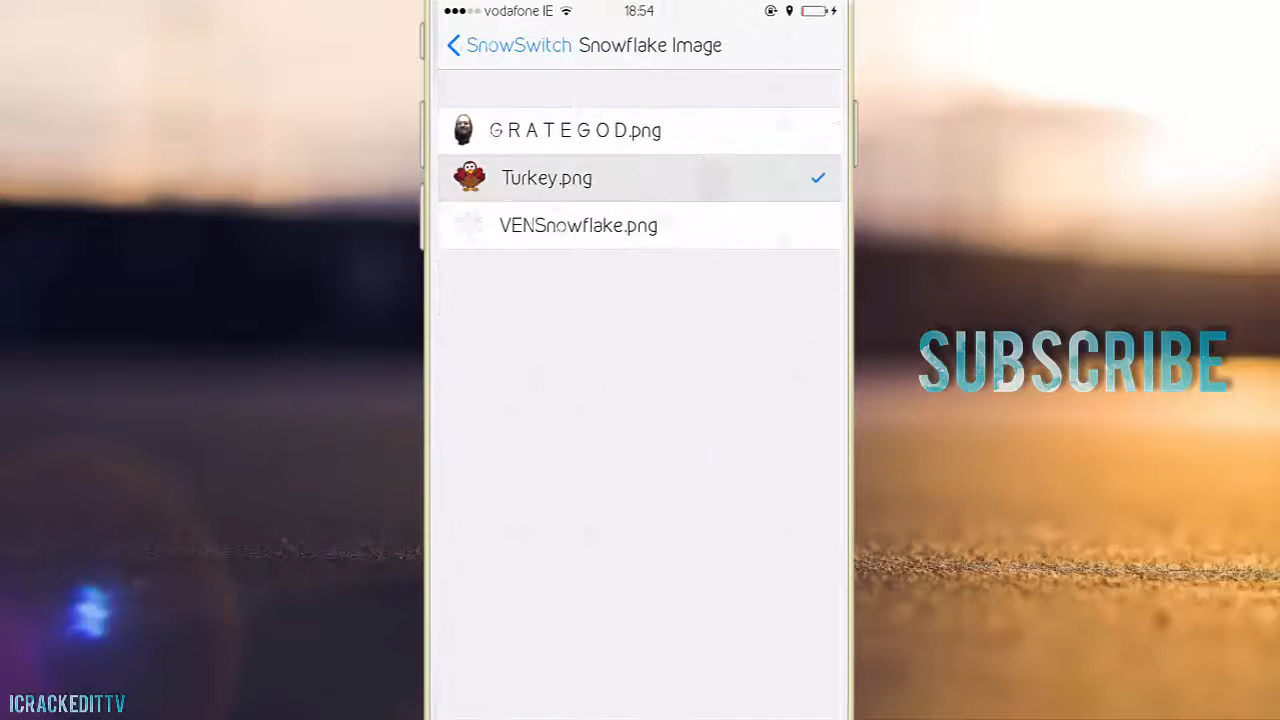 vodafone IE 18:54
SnowSwitch Snowflake Image
G R A T E G O D.png
Turkey.png
VENSnowflake.png
SUBSCRIBE
ICRACKEDITTV